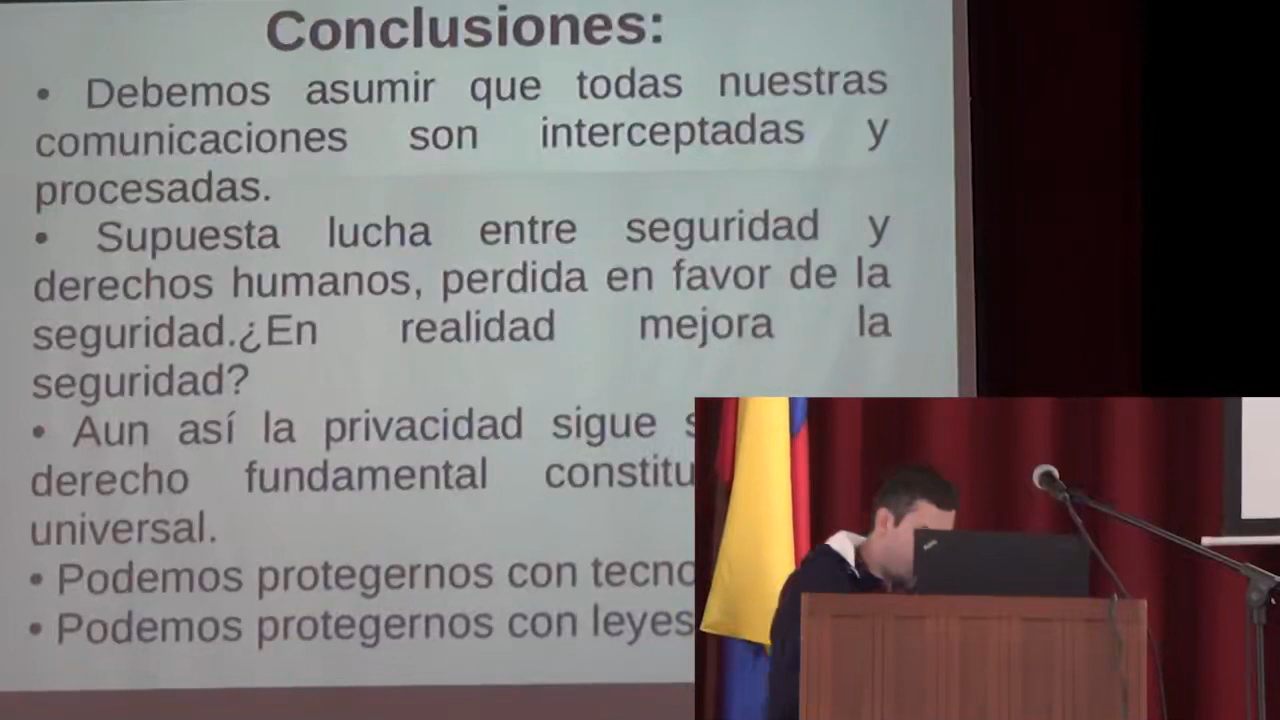 Conclusiones:
• Debemos asumir que todas nuestras
comunicaciones son interceptadas y
procesadas.
• Supuesta lucha entre seguridad y
derechos humanos, perdida en favor de la
seguridad.¿En realidad mejora la
seguridad?
• Aun así la privacidad sigue
derecho fundamental
universal.
• Podemos protegernos con
• Podemos protegernos con leyes